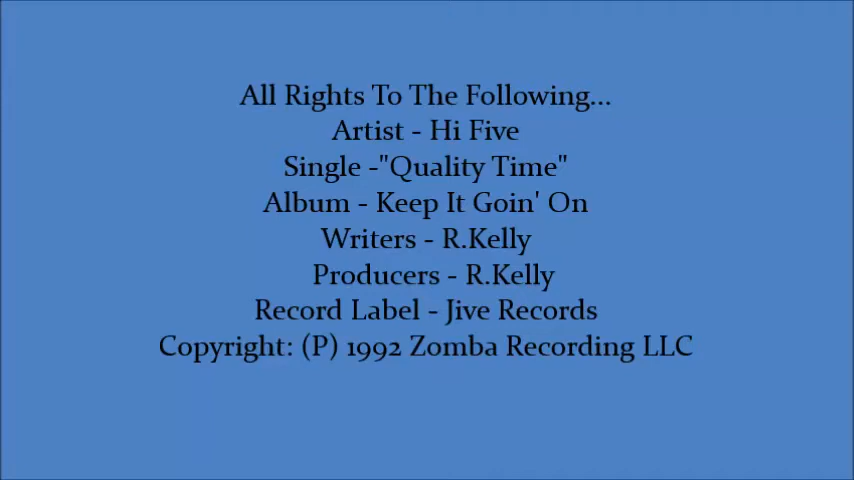 All Rights To The Following...
Artist - Hi Five
Single -"Quality Time"
Album - Keep It Goin' On
Writers - R.Kelly
Producers - R.Kelly
Record Label - Jive Records
Copyright: (P) 1992 Zomba Recording LLC